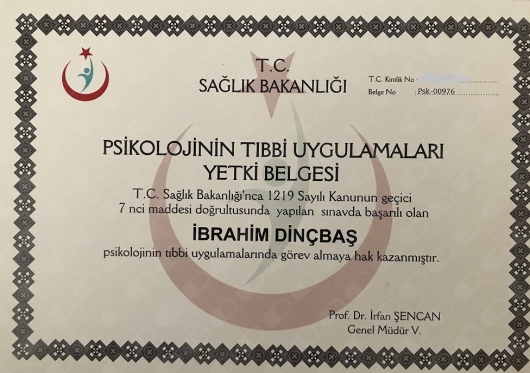 T.C.
SAĞLIK BAKANLIĞI
T.C. Kimlik No
Belge No : Psk-00976
PSİKOLOJİNİN TIBBİ UYGULAMALARI
YETKİ BELGESİ
T.C. Sağlık Bakanlığı'nca 1219 Sayılı Kanunun geçici
7 nci maddesi doğrultusunda yapılan sınavda başarılı olan
İBRAHİM DİNÇBAŞ
psikolojinin tıbbi uygulamalarında görev almaya hak kazanmıştır.
Prof. Dr. İrfan ŞENCAN
Genel Müdür V.